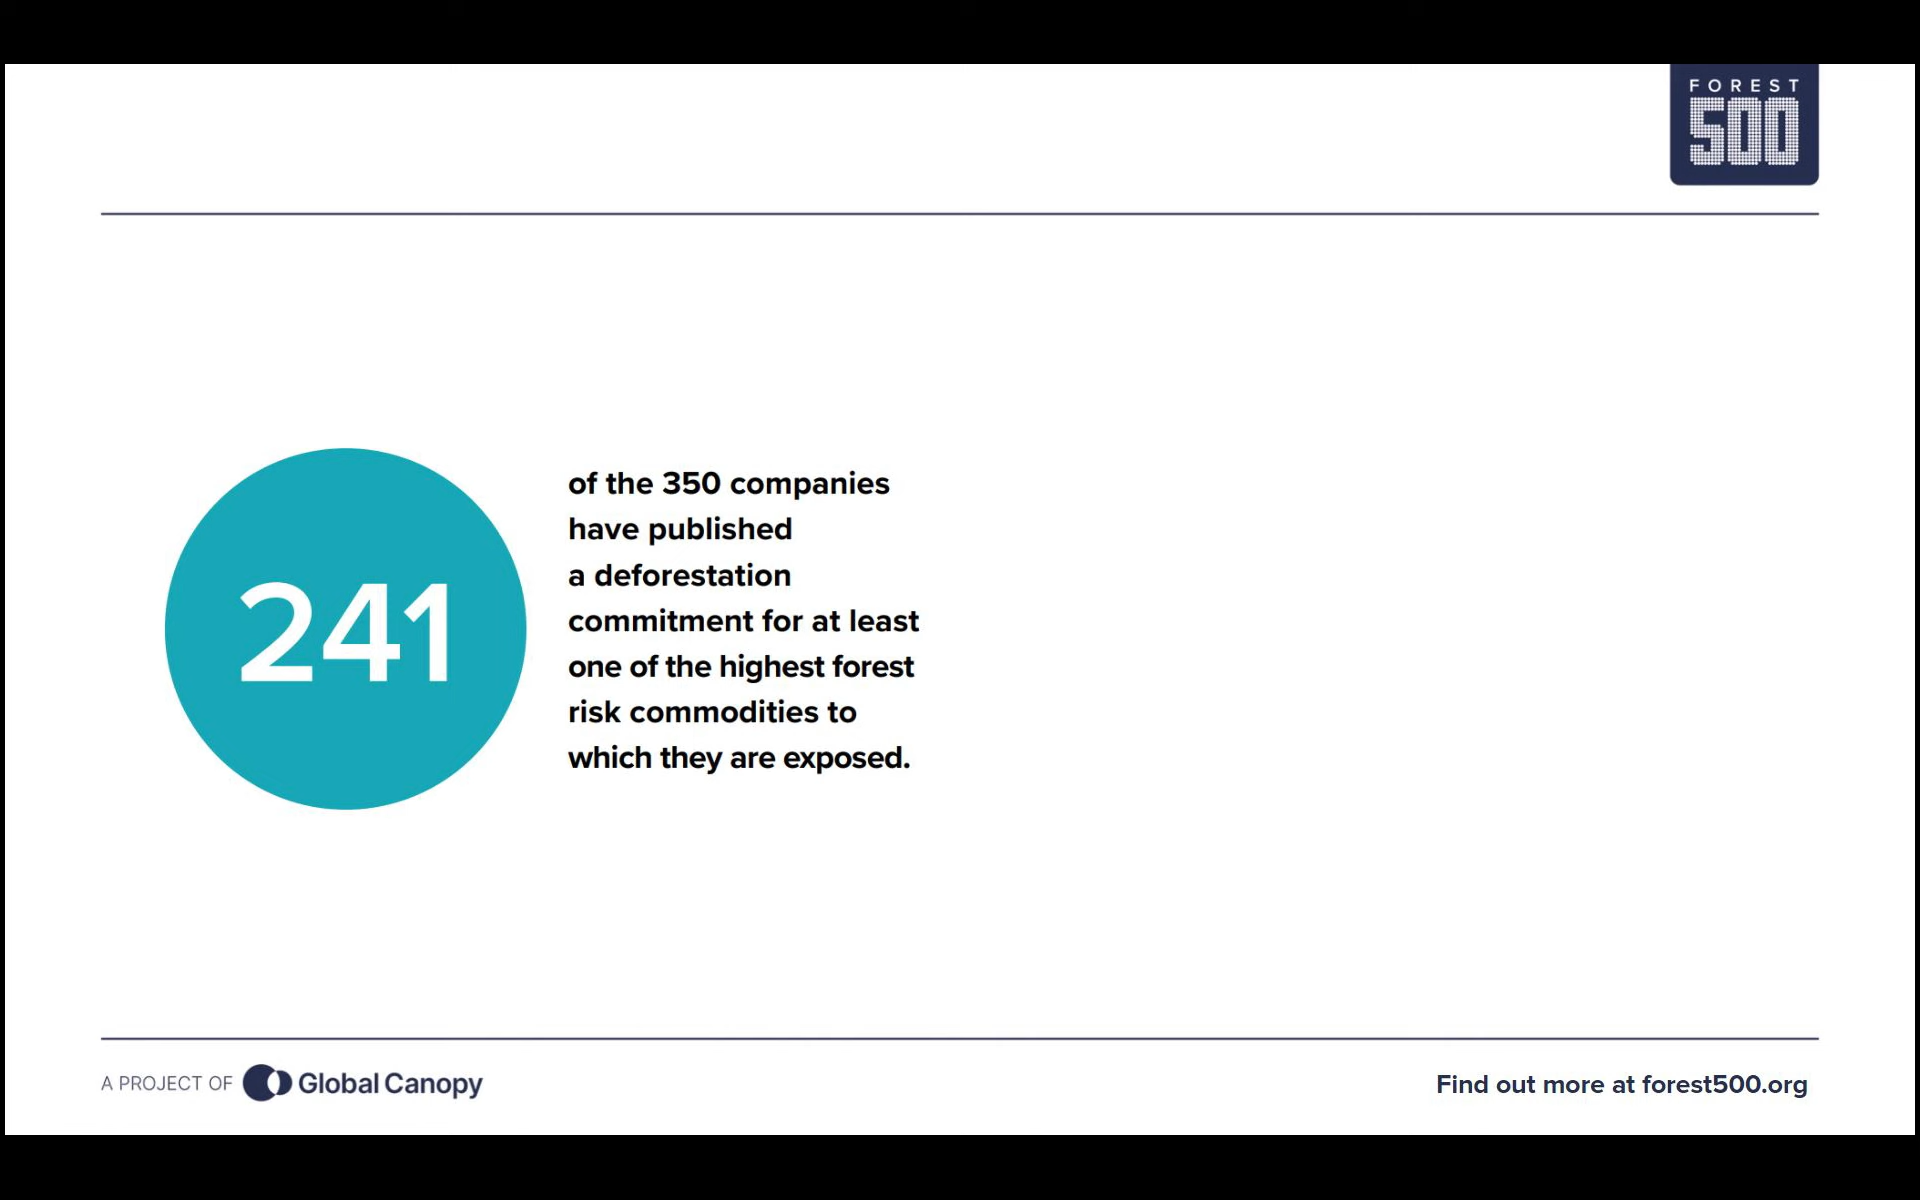 FOREST
500
241
of the 350 companies
have published
a deforestation
commitment for at least
one of the highest forest
risk commodities to
which they are exposed.
A PROJECT OF Global Canopy
Find out more at forest500.org